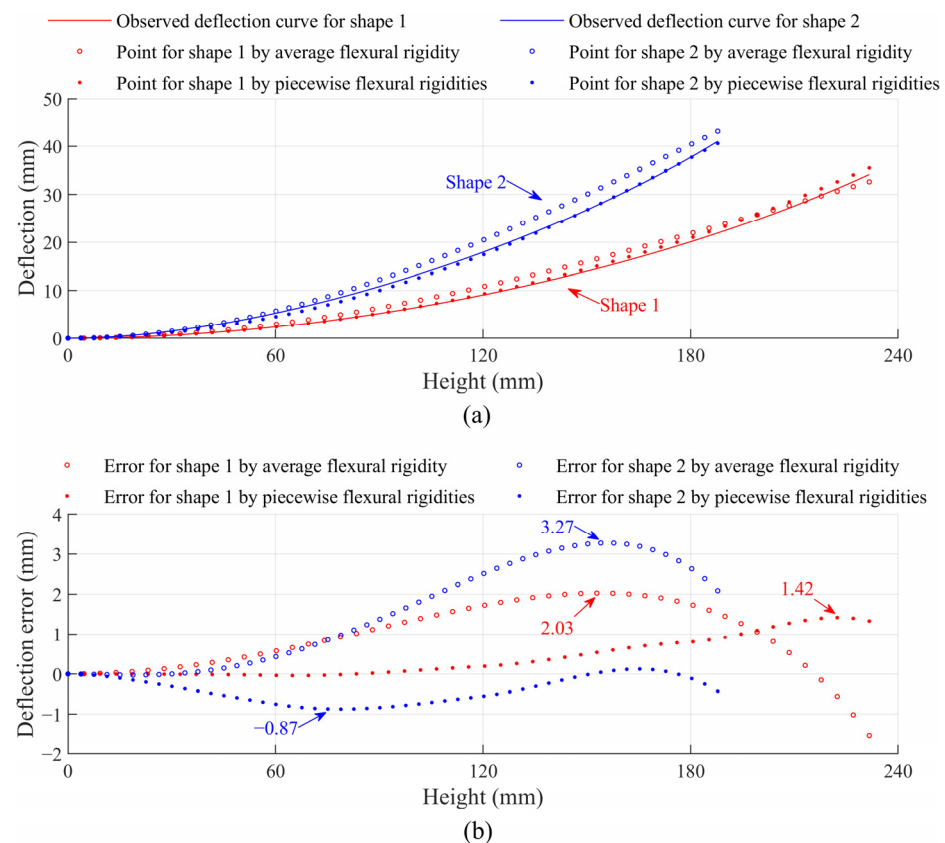 Observed deflection curve for shape 1 Observed deflection curve for shape 2
Point for shape 1 by average flexural rigidity Point for shape 2 by average flexural rigidity
Point for shape 1 by piecewise flexural rigidities Point for shape 2 by piecewise flexural rigidities
50
40
30
20
10
0
Deflection (mm)
Shape 2
Shape 1
0 60 120 180 240
Height (mm)
(a)
Error for shape 1 by average flexural rigidity Error for shape 2 by average flexural rigidity
Error for shape 1 by piecewise flexural rigidities Error for shape 2 by piecewise flexural rigidities
4
3
2
1
0
−1
−2
Deflection error (mm)
3.27
1.42
2.03
−0.87
0 60 120 180 240
Height (mm)
(b)